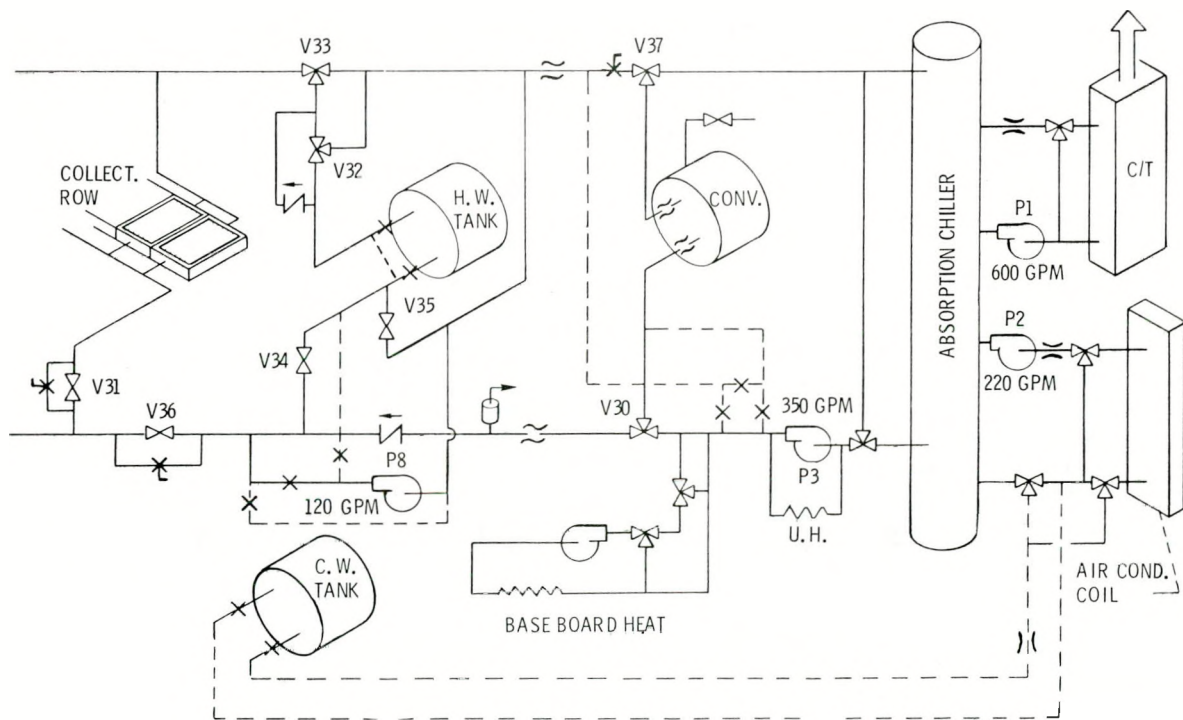 V33
V37
COLLECT.
ROW
V32
H. W.
TANK
CONV.
C/T
P1
600 GPM
ABSORPTION CHILLER
V35
V34
V31
V36
P2
220 GPM
V30
350 GPM
P8
P3
120 GPM
U. H.
C. W.
TANK
AIR COND.
COIL
BASE BOARD HEAT